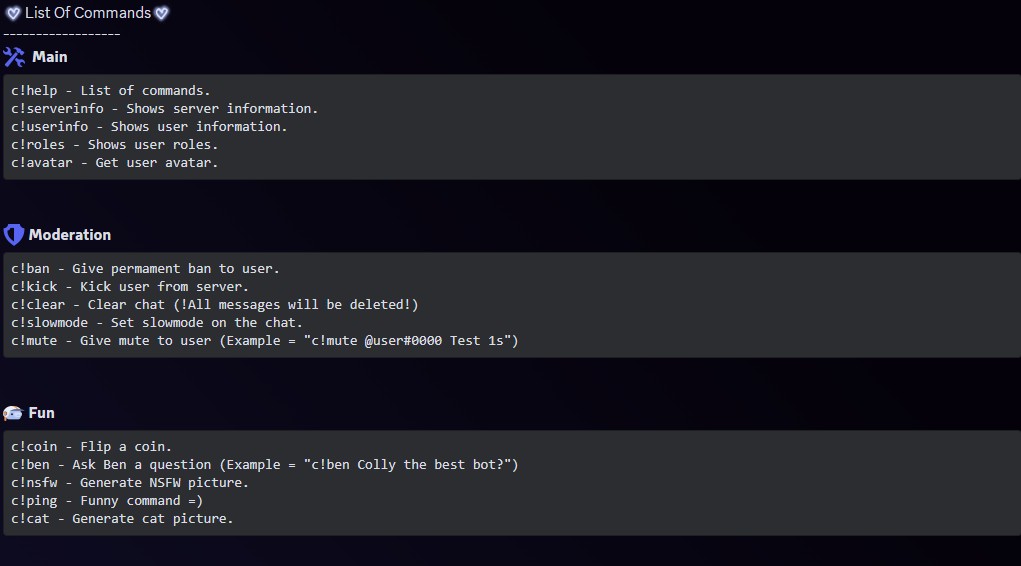 List Of Commands
------------------
Main
c!help - List of commands.
c!serverinfo - Shows server information.
c!userinfo - Shows user information.
c!roles - Shows user roles.
c!avatar - Get user avatar.
Moderation
c!ban - Give permament ban to user.
c!kick - Kick user from server.
c!clear - Clear chat (!All messages will be deleted!)
c!slowmode - Set slowmode on the chat.
c!mute - Give mute to user (Example = "c!mute @user#0000 Test 1s")
Fun
c!coin - Flip a coin.
c!ben - Ask Ben a question (Example = "c!ben Colly the best bot?")
c!nsfw - Generate NSFW picture.
c!ping - Funny command =)
c!cat - Generate cat picture.